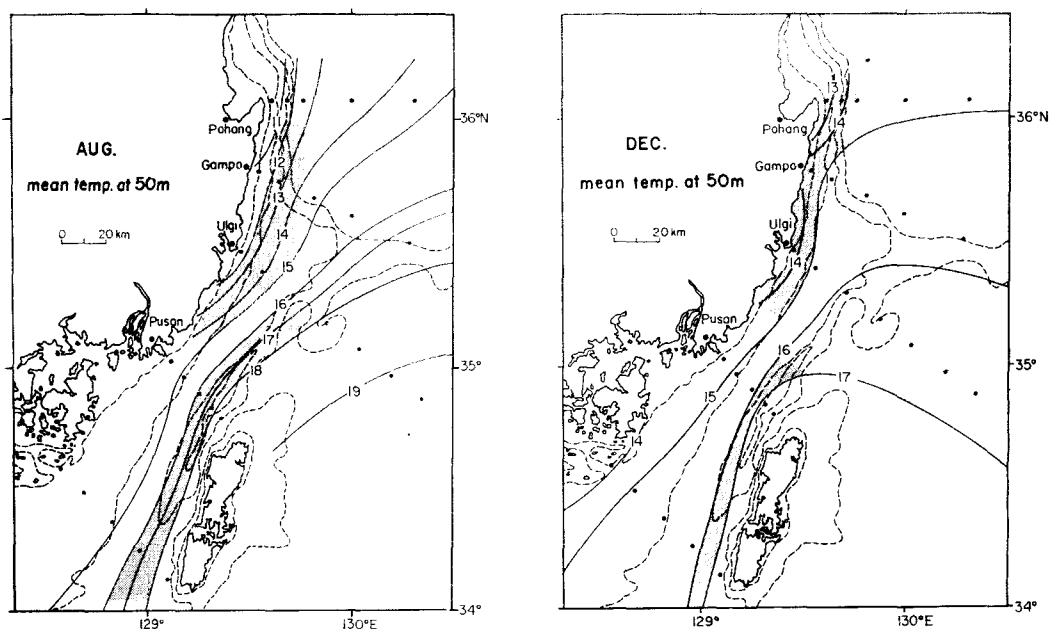 AUG.
mean temp. at 50m
0 20 km
Pohang
Gampo
Ulgi
Pusan
12
13
14
15
16
17
18
19
36°N
35°
34°
129°
130°E
DEC.
mean temp. at 50m
0 20 km
Pohang
Gampo
Ulgi
Pusan
13
14
14
15
16
17
14
36°N
35°
34°
129°
130°E